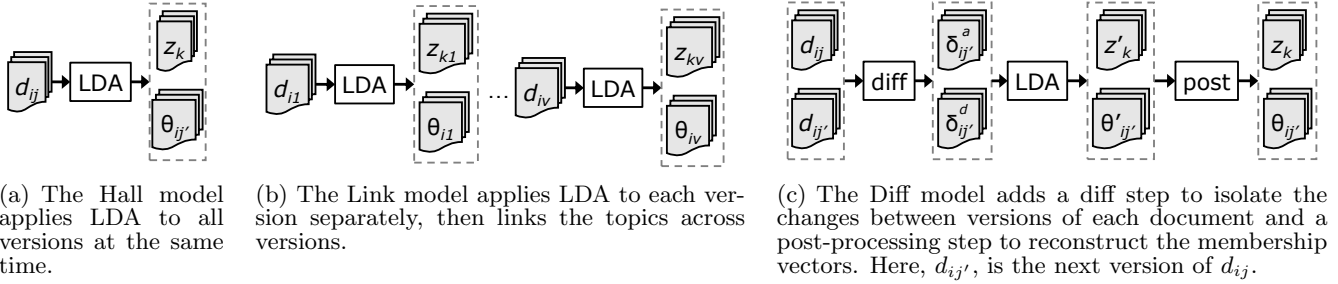 d_ij LDA z_k θ_ij'
d_i1 LDA z_k1 θ_i1 ... d_iv LDA z_kv θ_iv
d_ij d_ij' diff δ^a_ij' δ^d_ij' LDA z'_k θ'_ij' post z_k θ_ij'
(a) The Hall model
applies LDA to all
versions at the same
time.
(b) The Link model applies LDA to each ver-
sion separately, then links the topics across
versions.
(c) The Diff model adds a diff step to isolate the
changes between versions of each document and a
post-processing step to reconstruct the membership
vectors. Here, d_ij', is the next version of d_ij.